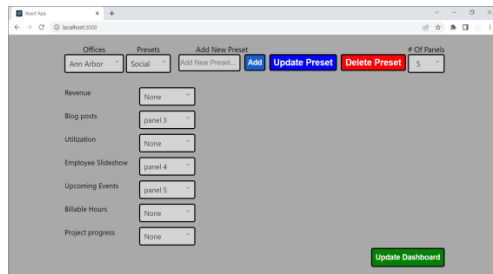 React App
localhost:3000
Offices Presets Add New Preset # Of Panels
Ann Arbor Social Add New Preset... Add Update Preset Delete Preset 5
Revenue None
Blog posts panel 3
Utilization None
Employee Slideshow panel 4
Upcoming Events panel 5
Billable Hours None
Project progress None
Update Dashboard